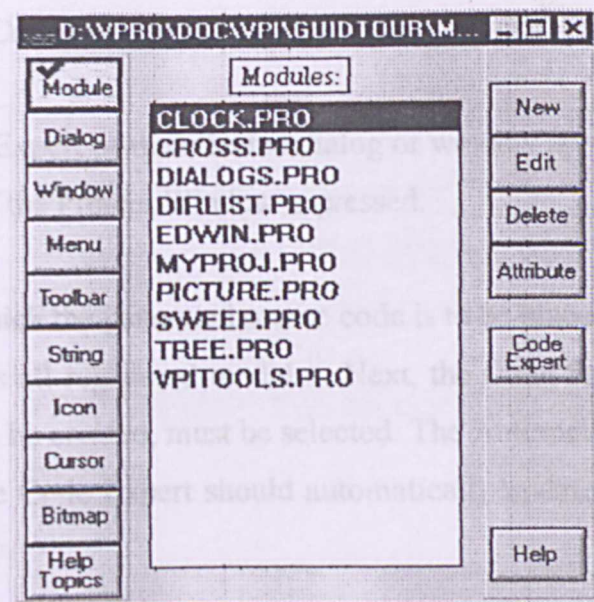 D:\VPRO\DOC\VPI\GUIDTOUR\M...
Module
Dialog
Window
Menu
Toolbar
String
Icon
Cursor
Bitmap
Help
Topics
Modules:
CLOCK.PRO
CROSS.PRO
DIALOGS.PRO
DIRLIST.PRO
EDWIN.PRO
MYPROJ.PRO
PICTURE.PRO
SWEEP.PRO
TREE.PRO
VPITOOLS.PRO
New
Edit
Delete
Attribute
Code
Expert
Help